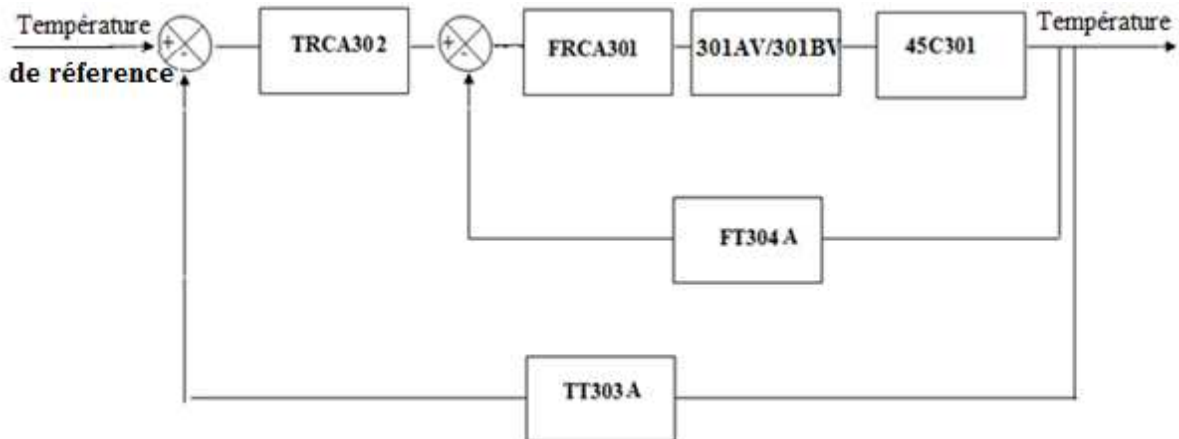 Température
de réference
+
-
TRCA302
+
-
FRCA301
301AV/301BV
45C301
Température
FT304A
TT303A